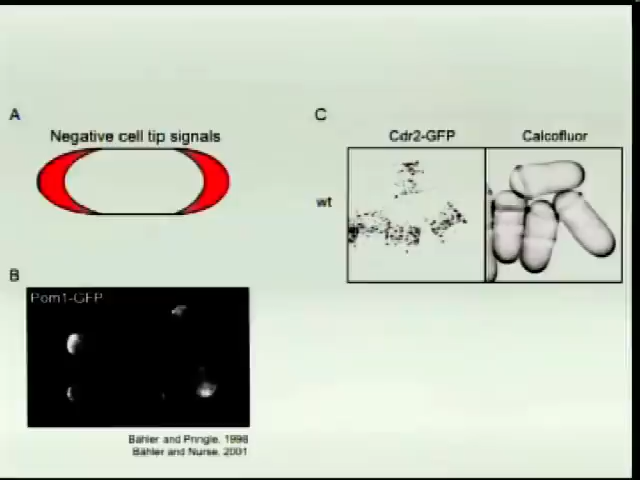 A
Negative cell tip signals
B
Pom1-GFP
Bähler and Pringle, 1998
Bähler and Nurse, 2001
C
Cdr2-GFP Calcofluor
wt